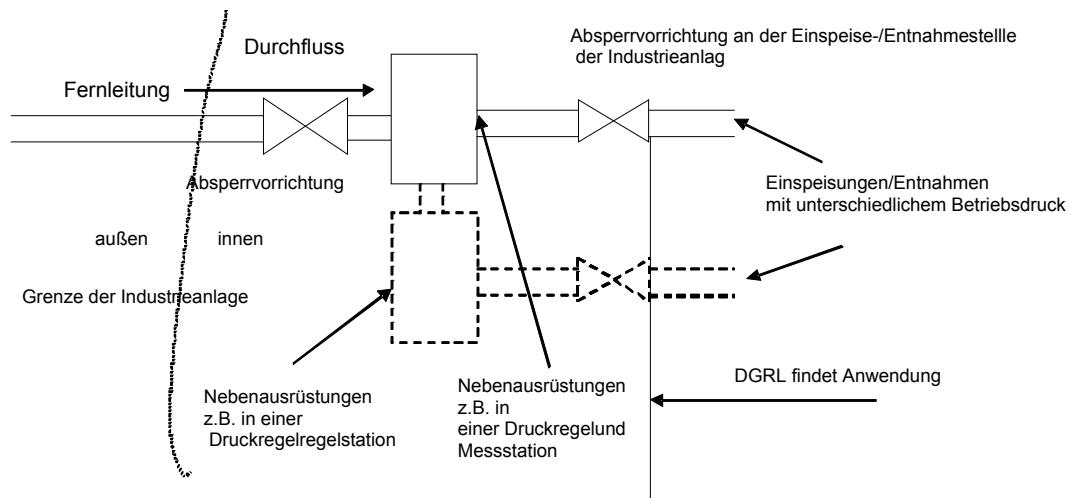 Durchfluss
Absperrvorrichtung an der Einspeise-/Entnahmestellle
der Industrieanlag
Fernleitung
Absperrvorrichtung
Einspeisungen/Entnahmen
mit unterschiedlichem Betriebsdruck
außen
innen
Grenze der Industrieanlage
Nebenausrüstungen
z.B. in einer
Druckregelregelstation
Nebenausrüstungen
z.B. in
einer Druckregelund
Messstation
DGRL findet Anwendung